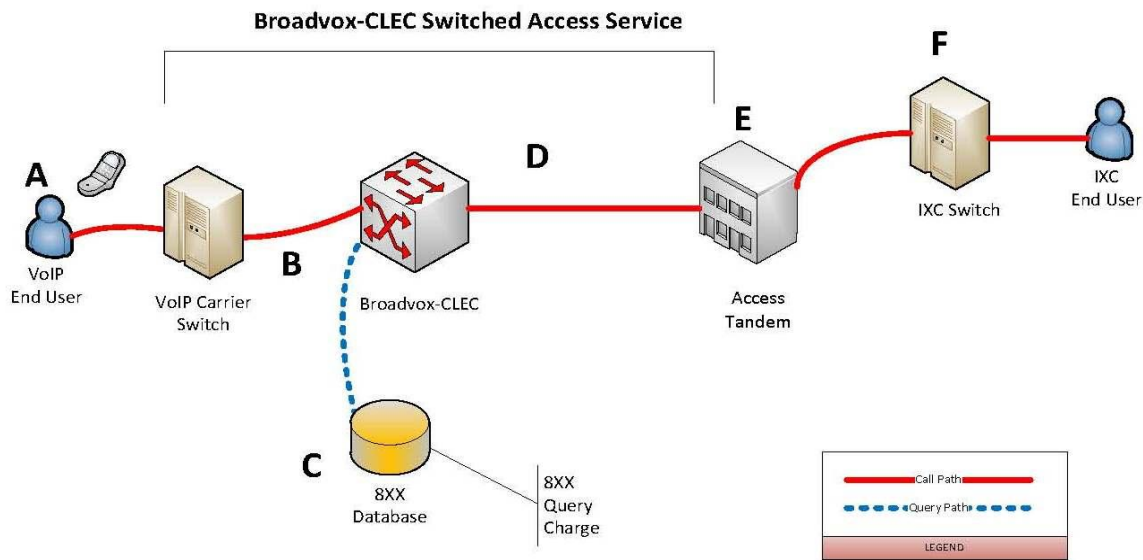 Broadvox-CLEC Switched Access Service
F
E
D
A
IXC
End User
IXC Switch
B
VoIP
End User
VoIP Carrier
Switch
Broadvox-CLEC
Access
Tandem
C
8XX
Database
8XX
Query
Charge
Call Path
Query Path
LEGEND